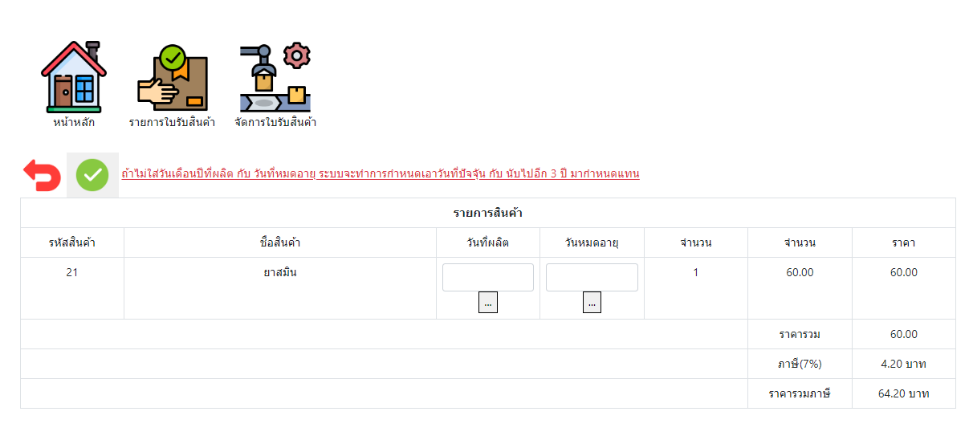 หน้าหลัก รายการใบรับสินค้า จัดการใบรับสินค้า
ถ้าไม่ใส่วันเดือนปีที่ผลิต กับ วันที่หมดอายุ ระบบจะทำการกำหนดเอาวันที่ปัจจุัน กับ นับไปอีก 3 ปี มากำหนดแทน
รายการสินค้า
รหัสสินค้า ชื่อสินค้า วันที่ผลิต วันหมดอายุ จำนวน จำนวน ราคา
21 ยาสมิน 1 60.00 60.00
... ...
ราคารวม 60.00
ภาษี(7%) 4.20 บาท
ราคารวมภาษี 64.20 บาท